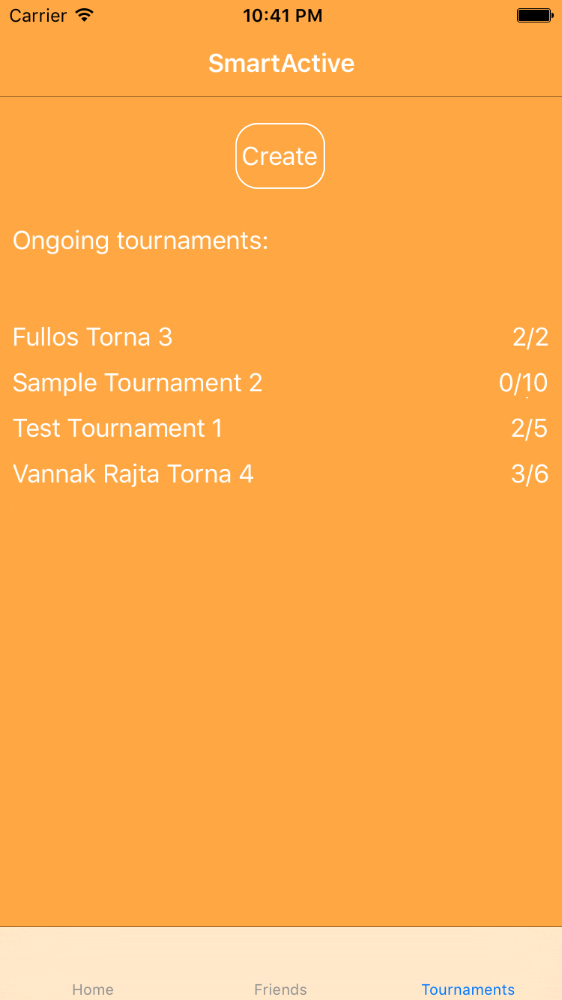 Carrier 10:41 PM
SmartActive
Create
Ongoing tournaments:
Fullos Torna 3 2/2
Sample Tournament 2 0/10
Test Tournament 1 2/5
Vannak Rajta Torna 4 3/6
Home Friends Tournaments